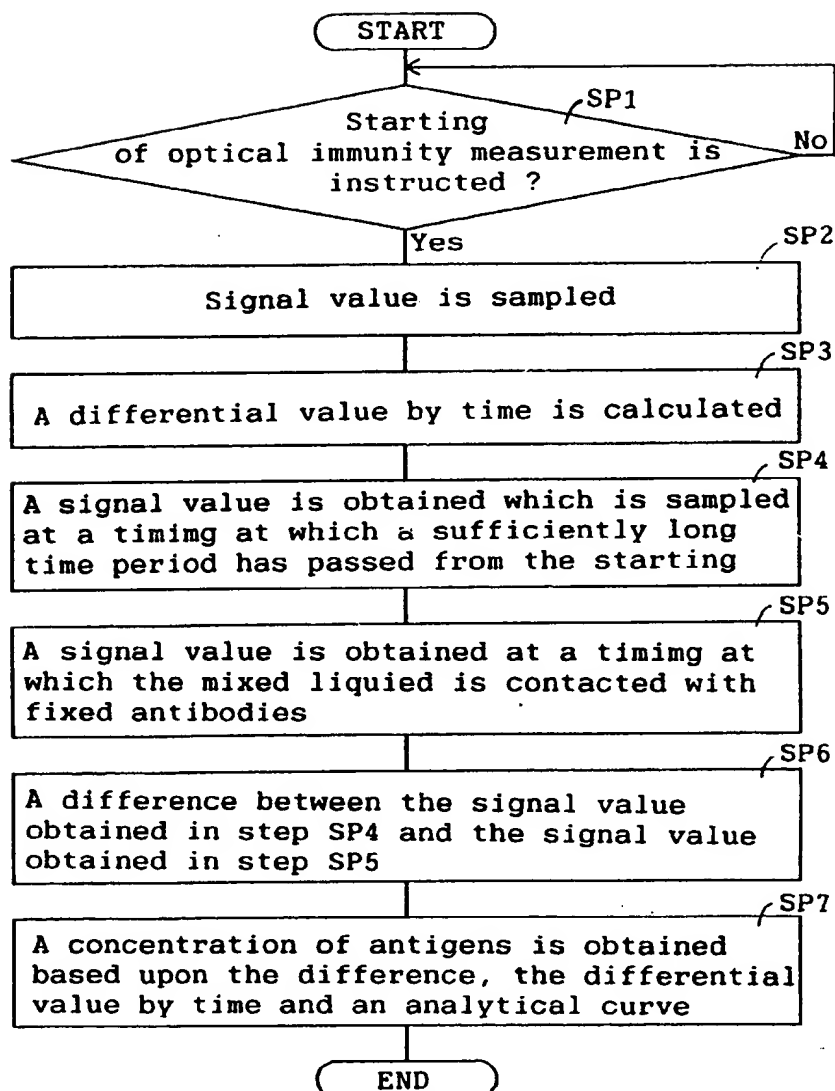 START
SP1
Starting
of optical immunity measurement is
instructed ?
No
Yes
SP2
Signal value is sampled
SP3
A differential value by time is calculated
SP4
A signal value is obtained which is sampled
at a timimg at which a sufficiently long
time period has passed from the starting
SP5
A signal value is obtained at a timimg at
which the mixed liquied is contacted with
fixed antibodies
SP6
A difference between the signal value
obtained in step SP4 and the signal value
obtained in step SP5
SP7
A concentration of antigens is obtained
based upon the difference, the differential
value by time and an analytical curve
END